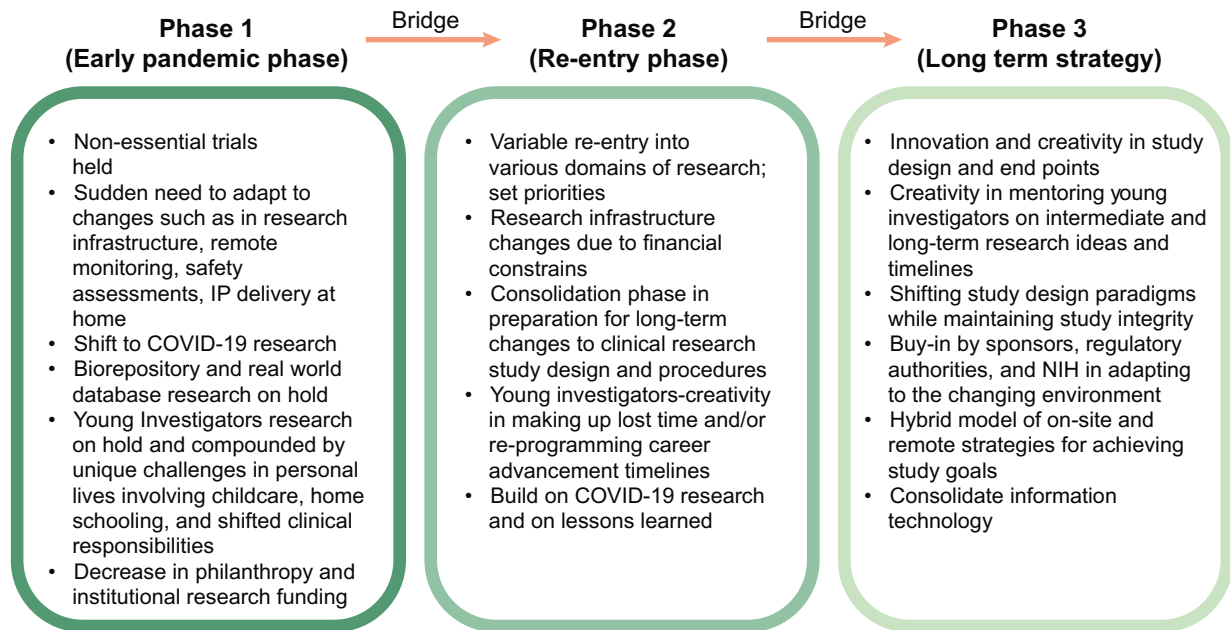 Phase 1
(Early pandemic phase)
Bridge
Phase 2
(Re-entry phase)
Bridge
Phase 3
(Long term strategy)
• Non-essential trials
held
• Sudden need to adapt to
changes such as in research
infrastructure, remote
monitoring, safety
assessments, IP delivery at
home
• Shift to COVID-19 research
• Biorepository and real world
database research on hold
• Young Investigators research
on hold and compounded by
unique challenges in personal
lives involving childcare, home
schooling, and shifted clinical
responsibilities
• Decrease in philanthropy and
institutional research funding
• Variable re-entry into
various domains of research;
set priorities
• Research infrastructure
changes due to financial
constrains
• Consolidation phase in
preparation for long-term
changes to clinical research
study design and procedures
• Young investigators-creativity
in making up lost time and/or
re-programming career
advancement timelines
• Build on COVID-19 research
and on lessons learned
• Innovation and creativity in study
design and end points
• Creativity in mentoring young
investigators on intermediate and
long-term research ideas and
timelines
• Shifting study design paradigms
while maintaining study integrity
• Buy-in by sponsors, regulatory
authorities, and NIH in adapting
to the changing environment
• Hybrid model of on-site and
remote strategies for achieving
study goals
• Consolidate information
technology